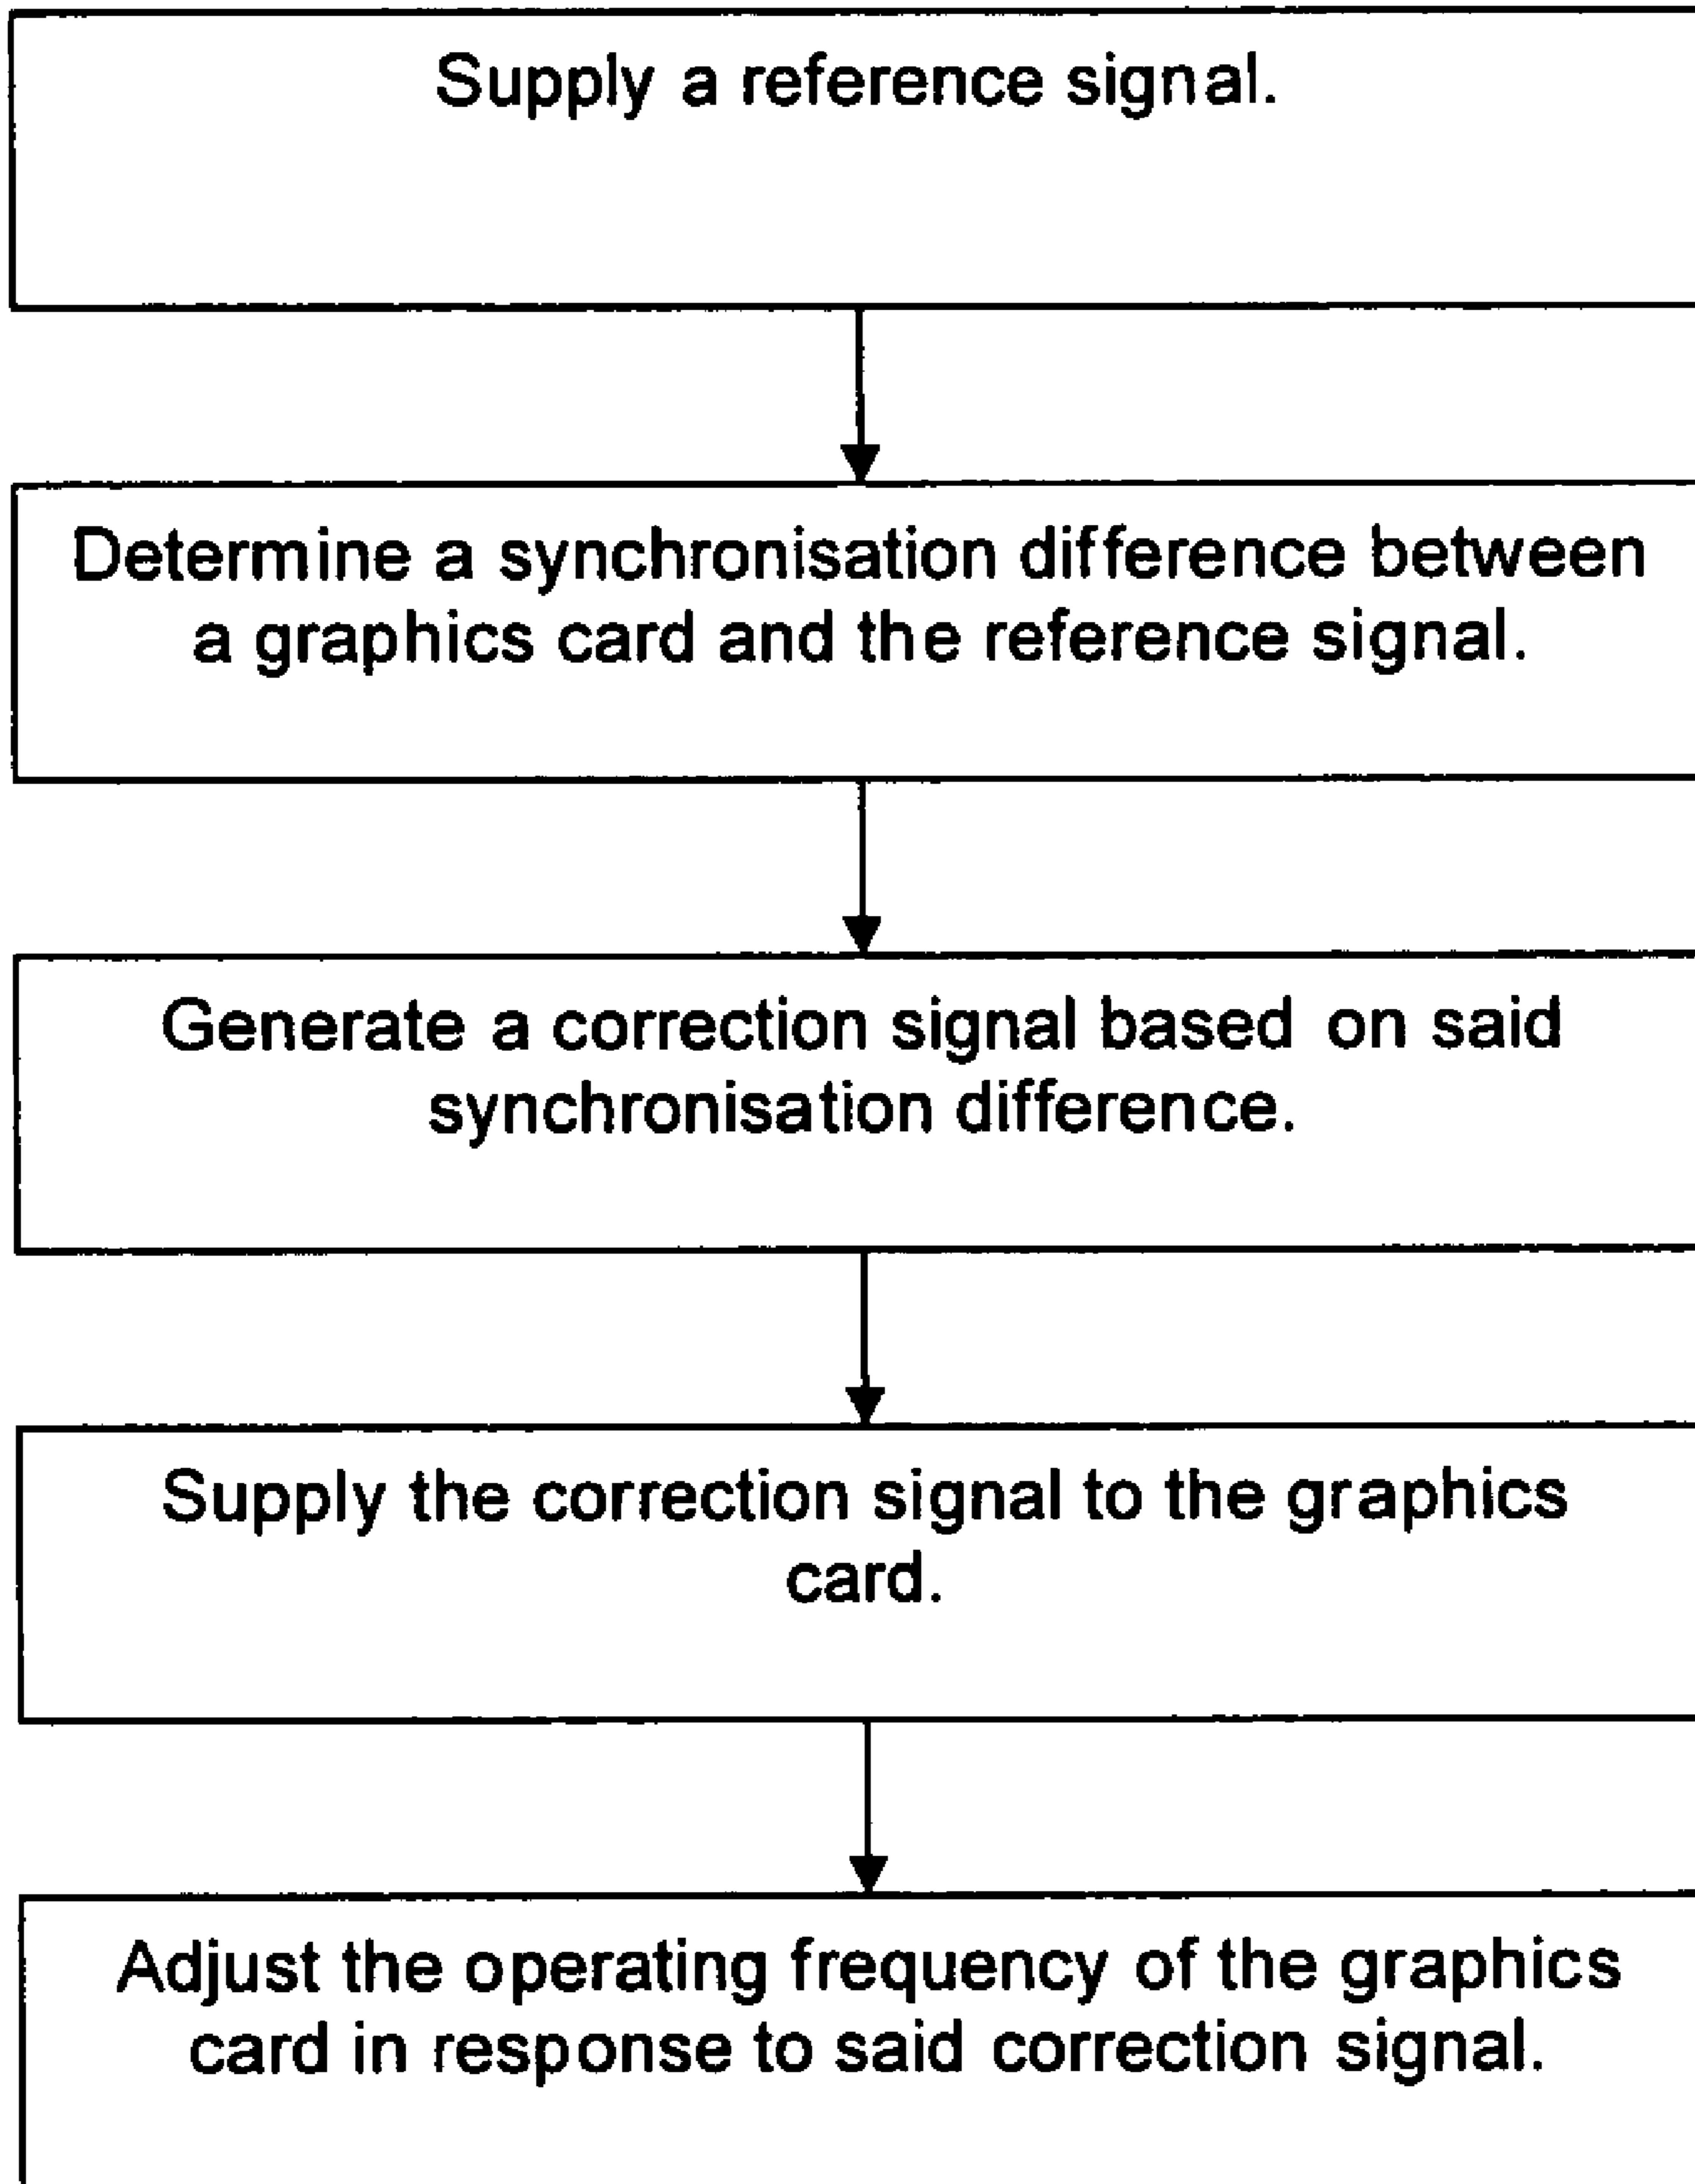 Supply a reference signal.
Determine a synchronisation difference between
a graphics card and the reference signal.
Generate a correction signal based on said
synchronisation difference.
Supply the correction signal to the graphics
card.
Adjust the operating frequency of the graphics
card in response to said correction signal.